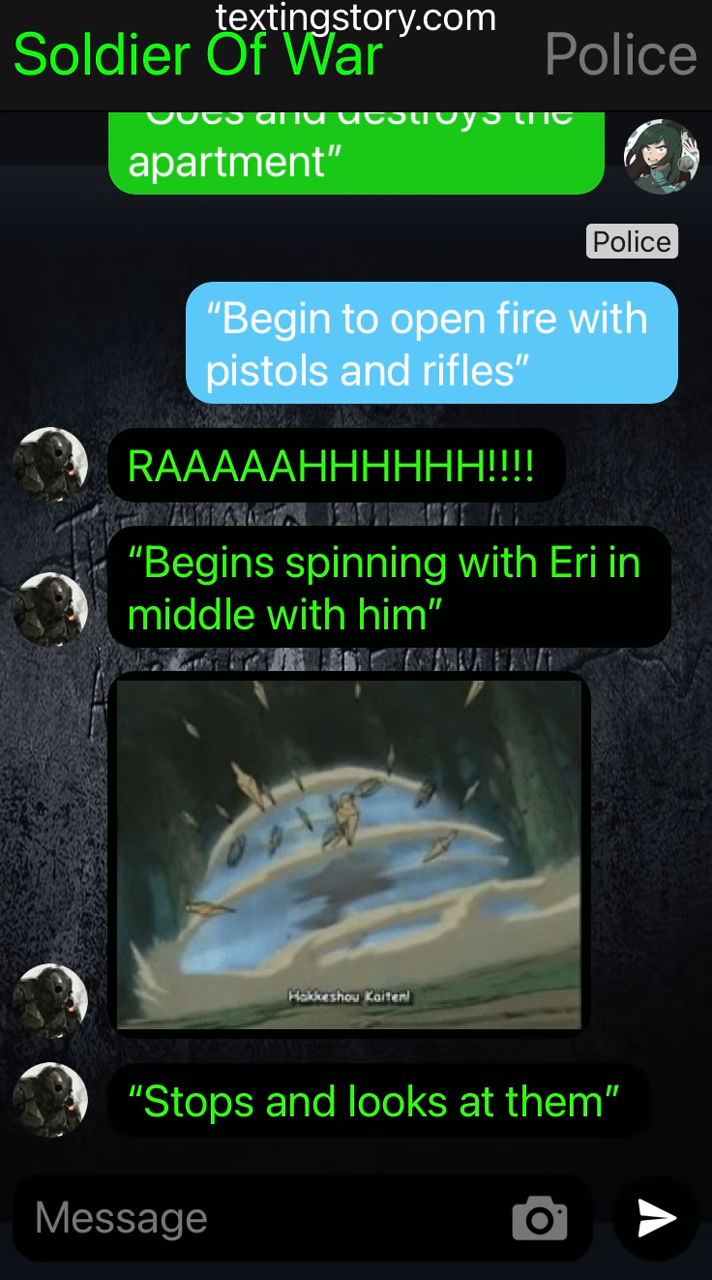 textingstory.com
Soldier Of War
Police
“Goes and destroys the
apartment”
Police
“Begin to open fire with
pistols and rifles”
RAAAAAHHHHHH!!!!
“Begins spinning with Eri in
middle with him”
Hakkeshou Kaiten!
“Stops and looks at them”
Message